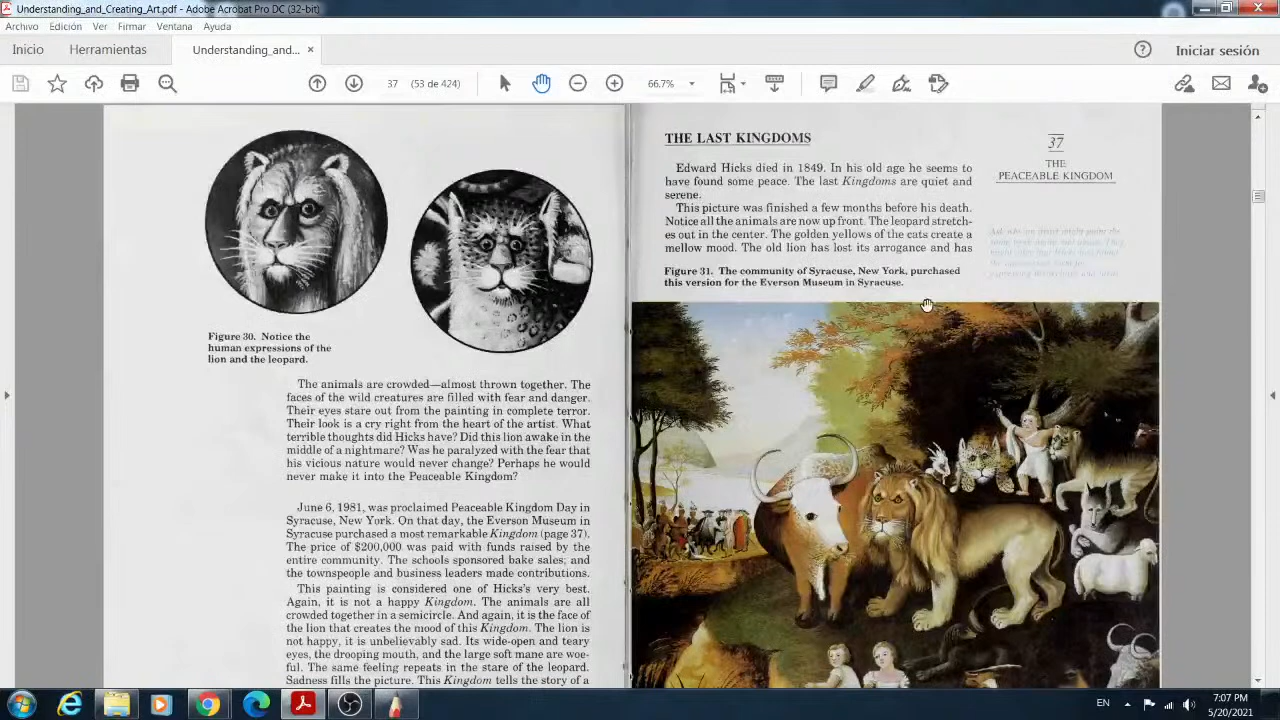 Understanding_and_Creating_Art.pdf - Adobe Acrobat Pro DC (32-bit)
Archivo Edición Ver Firmar Ventana Ayuda
Inicio Herramientas Understanding_and... × Iniciar sesión
37 (53 de 424) 66.7%
Figure 30. Notice the
human expressions of the
lion and the leopard.
The animals are crowded—almost thrown together. The
faces of the wild creatures are filled with fear and danger.
Their eyes stare out from the painting in complete terror.
Their look is a cry right from the heart of the artist. What
terrible thoughts did Hicks have? Did this lion awake in the
middle of a nightmare? Was he paralyzed with the fear that
his vicious nature would never change? Perhaps he would
never make it into the Peaceable Kingdom?
June 6, 1981, was proclaimed Peaceable Kingdom Day in
Syracuse, New York. On that day, the Everson Museum in
Syracuse purchased a most remarkable Kingdom (page 37).
The price of $200,000 was paid with funds raised by the
entire community. The schools sponsored bake sales; and
the townspeople and business leaders made contributions.
This painting is considered one of Hicks's very best.
Again, it is not a happy Kingdom. The animals are all
crowded together in a semicircle. And again, it is the face of
the lion that creates the mood of this Kingdom. The lion is
not happy, it is unbelievably sad. Its wide-open and teary
eyes, the drooping mouth, and the large soft mane are woe-
ful. The same feeling repeats in the stare of the leopard.
Sadness fills the picture. This Kingdom tells the story of a
THE LAST KINGDOMS
Edward Hicks died in 1849. In his old age he seems to
have found some peace. The last Kingdoms are quiet and
serene.
This picture was finished a few months before his death.
Notice all the animals are now up front. The leopard stretch-
es out in the center. The golden yellows of the cats create a
mellow mood. The old lion has lost its arrogance and has
Figure 31. The community of Syracuse, New York, purchased
this version for the Everson Museum in Syracuse.
37
THE
PEACEABLE KINGDOM
EN
7:07 PM
5/20/2021